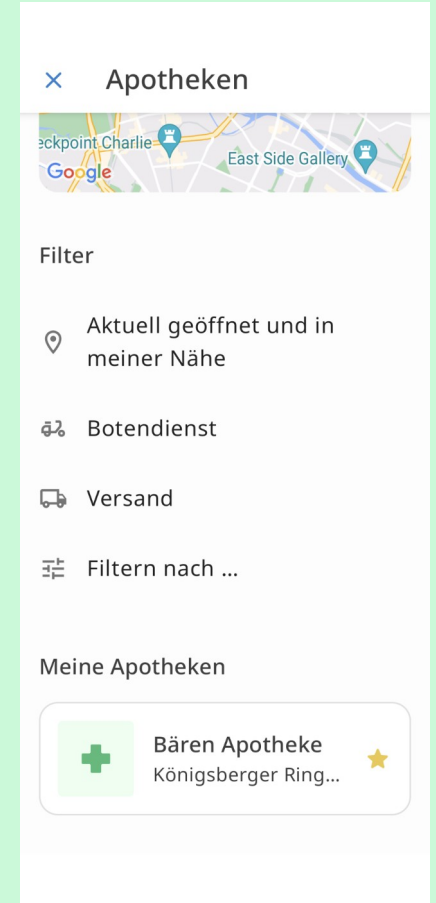 Apotheken
eckpoint Charlie
East Side Gallery
Google
Filter
Aktuell geöffnet und in
meiner Nähe
Botendienst
Versand
Filtern nach ...
Meine Apotheken
Bären Apotheke
Königsberger Ring...